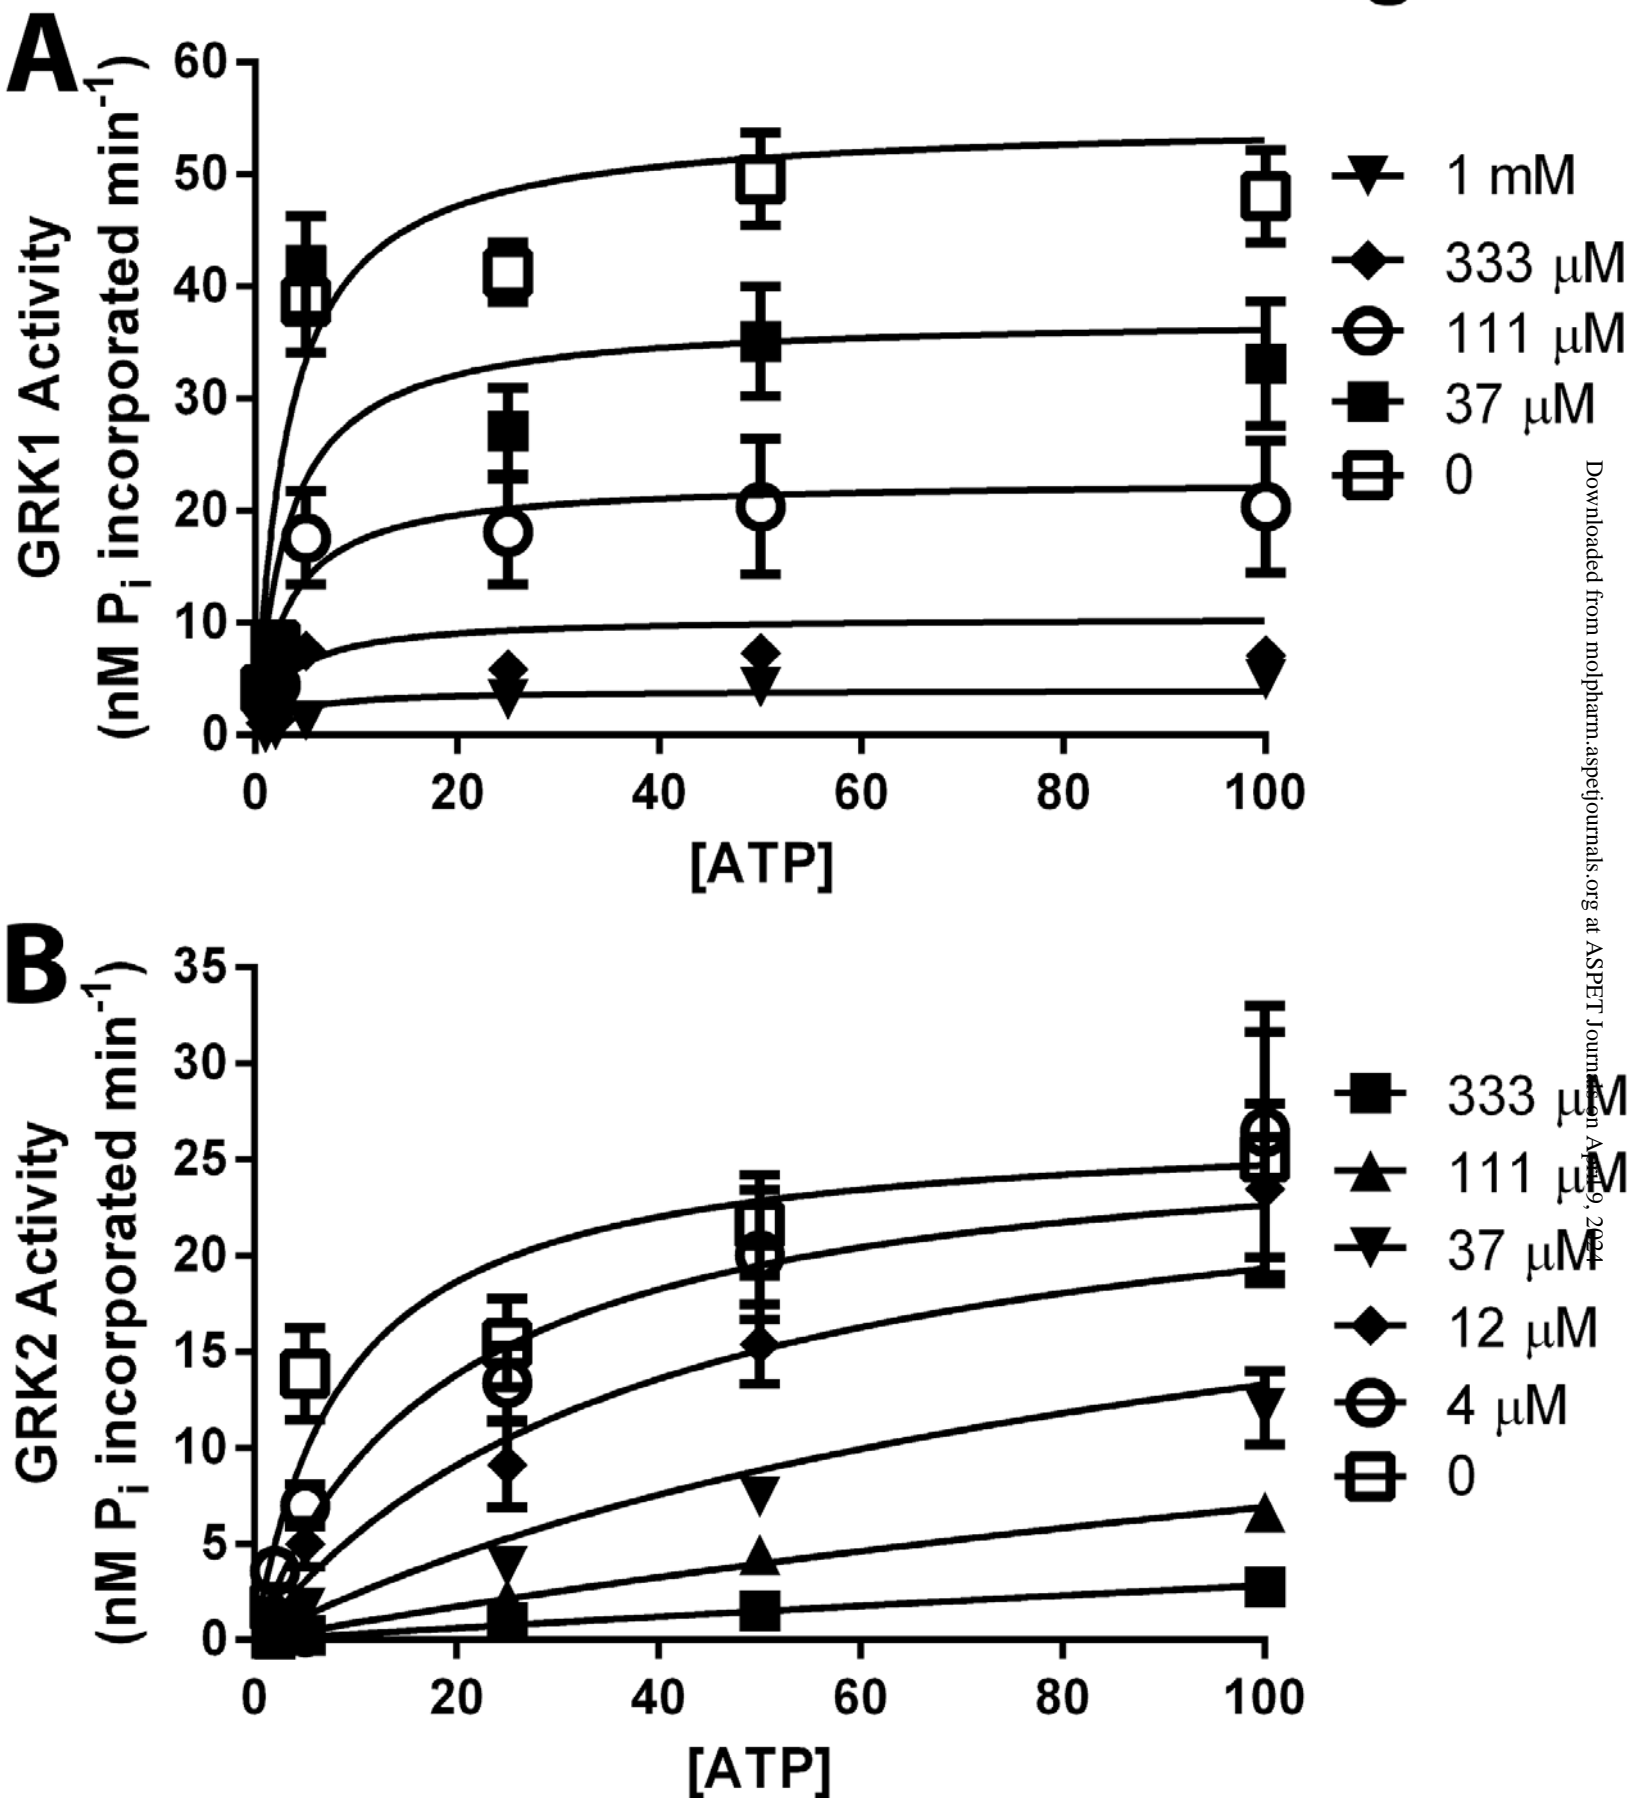 A
GRK1 Activity
(nM Pi incorporated min-1)
60
50
40
30
20
10
0
0 20 40 60 80 100
[ATP]
1 mM
333 μM
111 μM
37 μM
0
B
GRK2 Activity
(nM Pi incorporated min-1)
35
30
25
20
15
10
5
0
0 20 40 60 80 100
[ATP]
333 μM
111 μM
37 μM
12 μM
4 μM
0
Downloaded from molpharm.aspetjournals.org at ASPET Journals on April 9, 2024